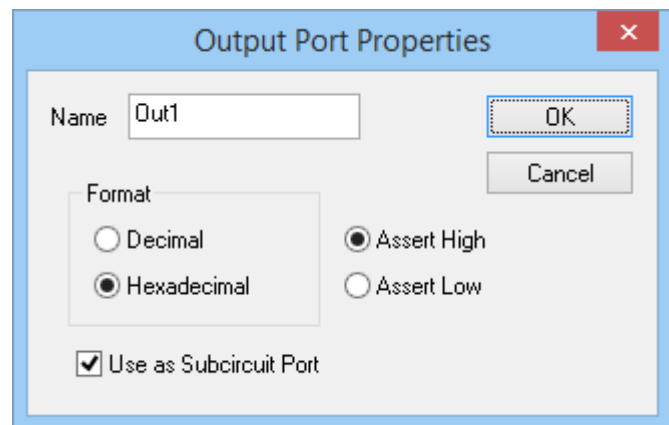 Output Port Properties
Name
Out1
OK
Cancel
Format
Decimal
Hexadecimal
Assert High
Assert Low
Use as Subcircuit Port